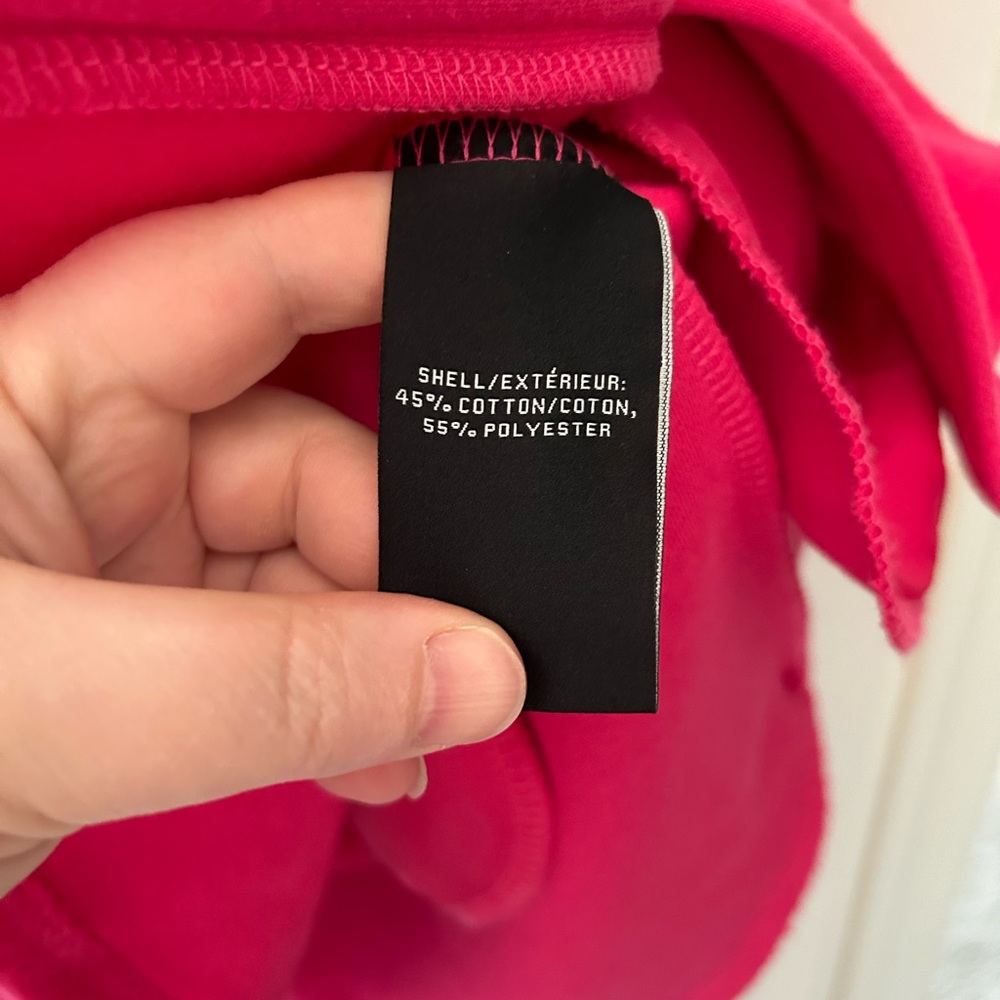 SHELL/EXTÉRIEUR:
45% COTTON/COTON,
55% POLYESTER